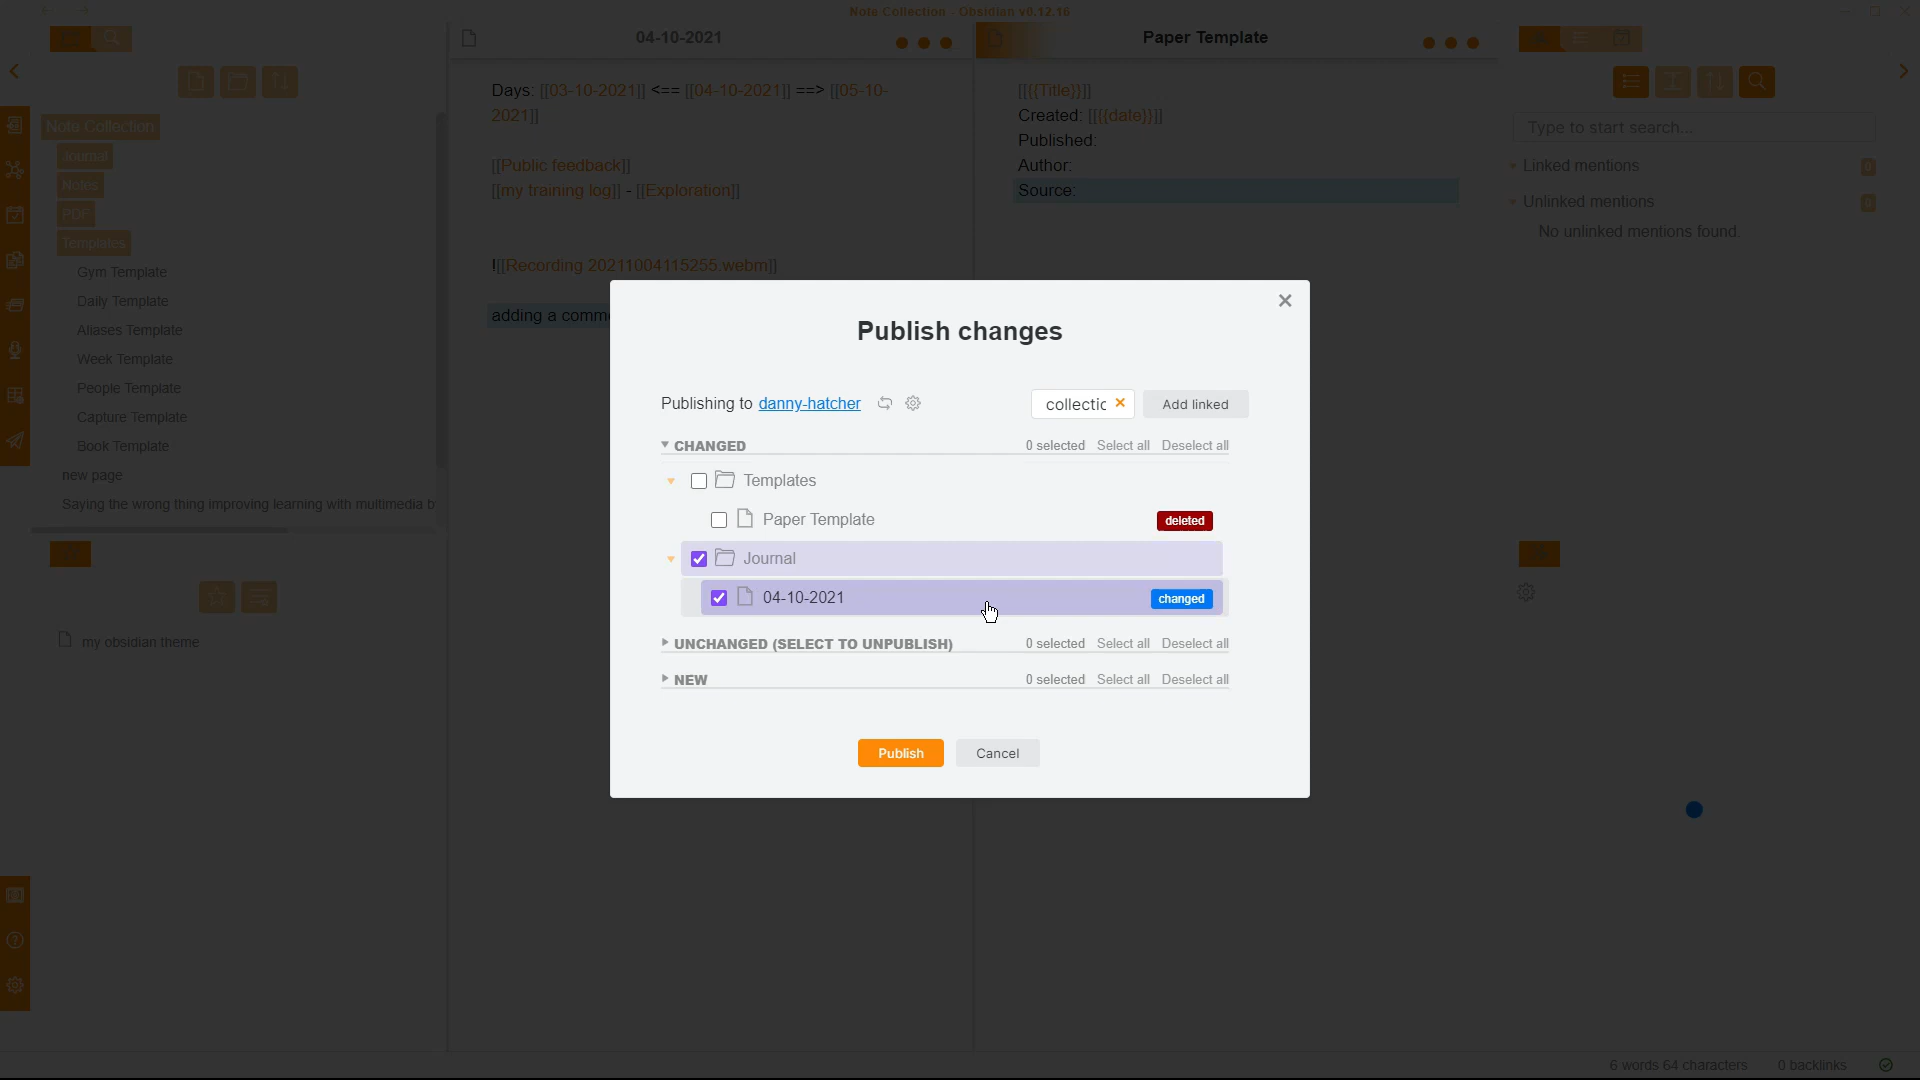 Note Collection - Obsidian v0.12.16
04-10-2021
Paper Template
Note Collection
Journal
Notes
PDF
Templates
Gym Template
Daily Template
Aliases Template
Week Template
People Template
Capture Template
Book Template
new page
Saying the wrong thing improving learning with multimedia b
my obsidian theme
Days: [[03-10-2021]] <== [[04-10-2021]] ==> [[05-10-
2021]]
[[Public feedback]]
[[my training log]] - [[Exploration]]
![[Recording 20211004115255.webm]]
adding a comm
[[{{Title}}]]
Created: [[{{date}}]]
Published:
Author:
Source:
Type to start search...
Linked mentions 0
Unlinked mentions 0
No unlinked mentions found.
Publish changes
Publishing to danny-hatcher
collectic
Add linked
CHANGED 0 selected Select all Deselect all
Templates
Paper Template deleted
Journal
04-10-2021 changed
UNCHANGED (SELECT TO UNPUBLISH) 0 selected Select all Deselect all
NEW 0 selected Select all Deselect all
Publish Cancel
6 words 64 characters 0 backlinks